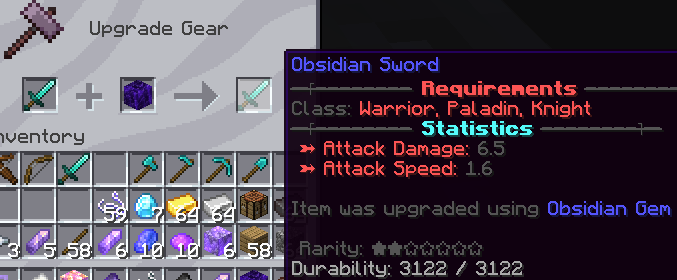 Upgrade Gear
Obsidian Sword
Requirements
Class: Warrior, Paladin, Knight
Statistics
➳ Attack Damage: 6.5
➳ Attack Speed: 1.6
Item was upgraded using Obsidian Gem
Rarity: ★★☆☆☆☆☆
Durability: 3122 / 3122
nventory
59 7 64 64
3 5 58 10 10 6 58